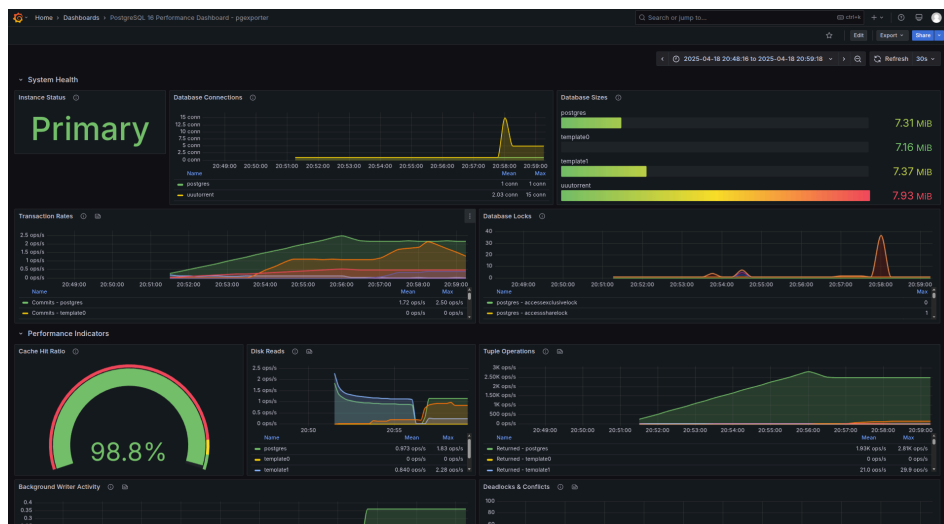 Home › Dashboards › PostgreSQL 16 Performance Dashboard - pgexporter
Search or jump to...
ctrl+k
Edit
Export
Share
2025-04-18 20:48:16 to 2025-04-18 20:59:18
Refresh 30s
System Health
Instance Status
Primary
Database Connections
15 conn
12.5 conn
10 conn
7.5 conn
5 conn
2.5 conn
0 conn
20:49:00 20:50:00 20:51:00 20:52:00 20:53:00 20:54:00 20:55:00 20:56:00 20:57:00 20:58:00 20:59:00
Name Mean Max
postgres 1 conn 1 conn
uuutorrent 2.03 conn 15 conn
Database Sizes
postgres
7.31 MiB
template0
7.16 MiB
template1
7.37 MiB
uuutorrent
7.93 MiB
Transaction Rates
2.5 ops/s
2 ops/s
1.5 ops/s
1 ops/s
0.5 ops/s
0 ops/s
20:49:00 20:50:00 20:51:00 20:52:00 20:53:00 20:54:00 20:55:00 20:56:00 20:57:00 20:58:00 20:59:00
Name Mean Max
Commits - postgres 1.72 ops/s 2.50 ops/s
Commits - template0 0 ops/s 0 ops/s
Database Locks
40
30
20
10
0
20:49:00 20:50:00 20:51:00 20:52:00 20:53:00 20:54:00 20:55:00 20:56:00 20:57:00 20:58:00 20:59:00
Name Max
postgres - accessexclusivelock 0
postgres - accesssharelock 1
Performance Indicators
Cache Hit Ratio
98.8%
Disk Reads
2.5 ops/s
2 ops/s
1.5 ops/s
1 ops/s
0.5 ops/s
0 ops/s
20:50 20:55
Name Mean Max
postgres 0.973 ops/s 1.83 ops/s
template0 0 ops/s 0 ops/s
template1 0.840 ops/s 2.28 ops/s
Tuple Operations
3K ops/s
2.50K ops/s
2K ops/s
1.50K ops/s
1K ops/s
500 ops/s
0 ops/s
20:49:00 20:50:00 20:51:00 20:52:00 20:53:00 20:54:00 20:55:00 20:56:00 20:57:00 20:58:00 20:59:00
Name Mean Max
Returned - postgres 1.93K ops/s 2.81K ops/s
Returned - template0 0 ops/s 0 ops/s
Returned - template1 21.0 ops/s 29.9 ops/s
Background Writer Activity
0.4
0.35
0.3
Deadlocks & Conflicts
100
80